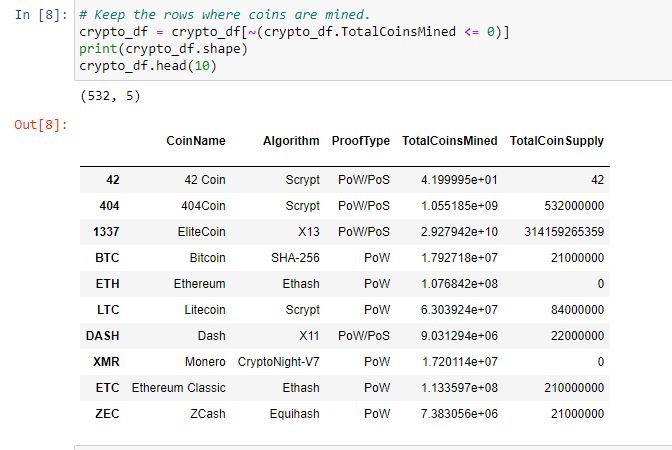 In [8]: # Keep the rows where coins are mined.
crypto_df = crypto_df[~(crypto_df.TotalCoinsMined <= 0)]
print(crypto_df.shape)
crypto_df.head(10)
(532, 5)
Out[8]:
CoinName Algorithm ProofType TotalCoinsMined TotalCoinSupply
42 42 Coin Scrypt PoW/PoS 4.199995e+01 42
404 404Coin Scrypt PoW/PoS 1.055185e+09 532000000
1337 EliteCoin X13 PoW/PoS 2.927942e+10 314159265359
BTC Bitcoin SHA-256 PoW 1.792718e+07 21000000
ETH Ethereum Ethash PoW 1.076842e+08 0
LTC Litecoin Scrypt PoW 6.303924e+07 84000000
DASH Dash X11 PoW/PoS 9.031294e+06 22000000
XMR Monero CryptoNight-V7 PoW 1.720114e+07 0
ETC Ethereum Classic Ethash PoW 1.133597e+08 210000000
ZEC ZCash Equihash PoW 7.383056e+06 21000000